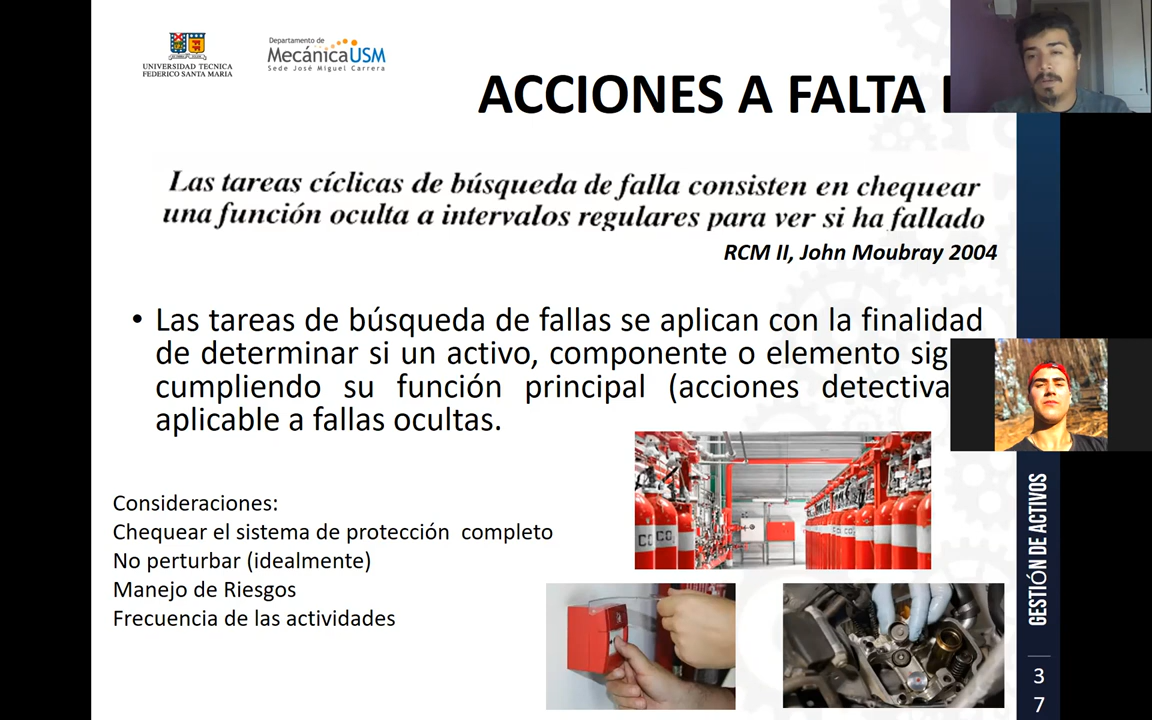 UNIVERSIDAD TECNICA
FEDERICO SANTA MARIA
Departamento de
MecánicaUSM
Sede José Miguel Carrera
ACCIONES A FALTA
Las tareas cíclicas de búsqueda de falla consisten en chequear
una función oculta a intervalos regulares para ver si ha fallado
RCM II, John Moubray 2004
• Las tareas de búsqueda de fallas se aplican con la finalidad
de determinar si un activo, componente o elemento sig
cumpliendo su función principal (acciones detectiva
aplicable a fallas ocultas.
Consideraciones:
Chequear el sistema de protección completo
No perturbar (idealmente)
Manejo de Riesgos
Frecuencia de las actividades
CO₂
CO₂
GESTIÓN DE ACTIVOS
3
7